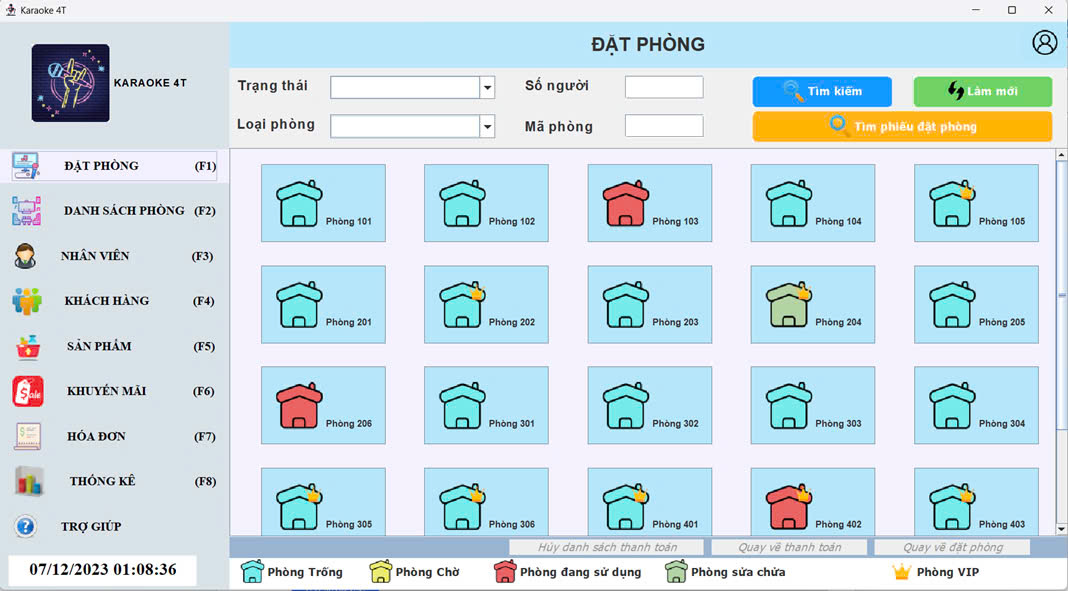 Karaoke 4T
KARAOKE 4T
ĐẶT PHÒNG
Trạng thái
Số người
Tìm kiếm
Làm mới
Loại phòng
Mã phòng
Tìm phiếu đặt phòng
ĐẶT PHÒNG (F1)
DANH SÁCH PHÒNG (F2)
NHÂN VIÊN (F3)
KHÁCH HÀNG (F4)
SẢN PHẨM (F5)
KHUYẾN MÃI (F6)
HÓA ĐƠN (F7)
THỐNG KÊ (F8)
TRỢ GIÚP
07/12/2023 01:08:36
Phòng 101
Phòng 102
Phòng 103
Phòng 104
Phòng 105
Phòng 201
Phòng 202
Phòng 203
Phòng 204
Phòng 205
Phòng 206
Phòng 301
Phòng 302
Phòng 303
Phòng 304
Phòng 305
Phòng 306
Phòng 401
Phòng 402
Phòng 403
Hủy danh sách thanh toán
Quay về thanh toán
Quay về đặt phòng
Phòng Trống
Phòng Chờ
Phòng đang sử dụng
Phòng sửa chữa
Phòng VIP